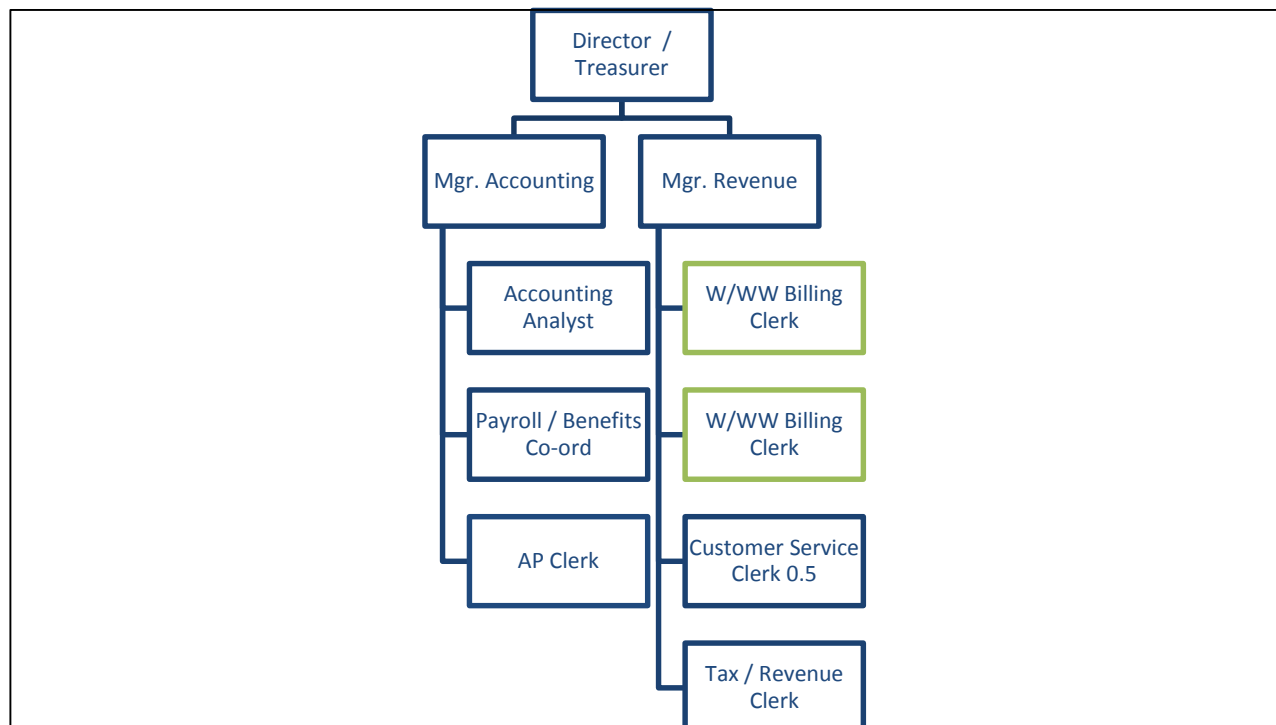 Director /
Treasurer
Mgr. Accounting
Mgr. Revenue
Accounting
Analyst
W/WW Billing
Clerk
Payroll / Benefits
Co-ord
W/WW Billing
Clerk
AP Clerk
Customer Service
Clerk 0.5
Tax / Revenue
Clerk